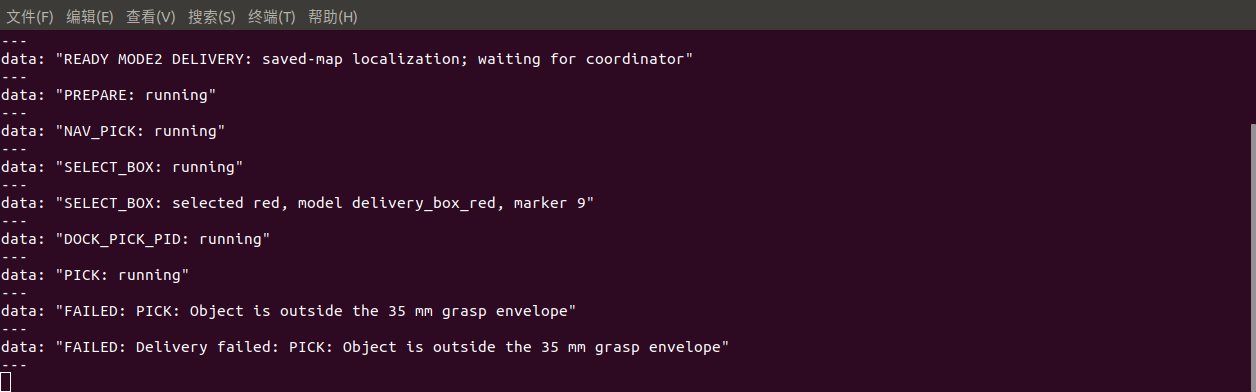 文件(F) 编辑(E) 查看(V) 搜索(S) 终端(T) 帮助(H)
---
data: "READY MODE2 DELIVERY: saved-map localization; waiting for coordinator"
---
data: "PREPARE: running"
---
data: "NAV_PICK: running"
---
data: "SELECT_BOX: running"
---
data: "SELECT_BOX: selected red, model delivery_box_red, marker 9"
---
data: "DOCK_PICK_PID: running"
---
data: "PICK: running"
---
data: "FAILED: PICK: Object is outside the 35 mm grasp envelope"
---
data: "FAILED: Delivery failed: PICK: Object is outside the 35 mm grasp envelope"
---